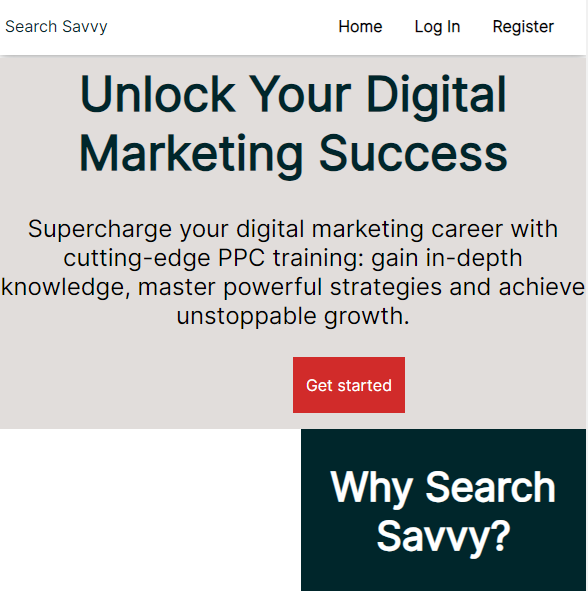 Search Savvy Home Log In Register
Unlock Your Digital
Marketing Success
Supercharge your digital marketing career with
cutting-edge PPC training: gain in-depth
knowledge, master powerful strategies and achieve
unstoppable growth.
Get started
Why Search
Savvy?